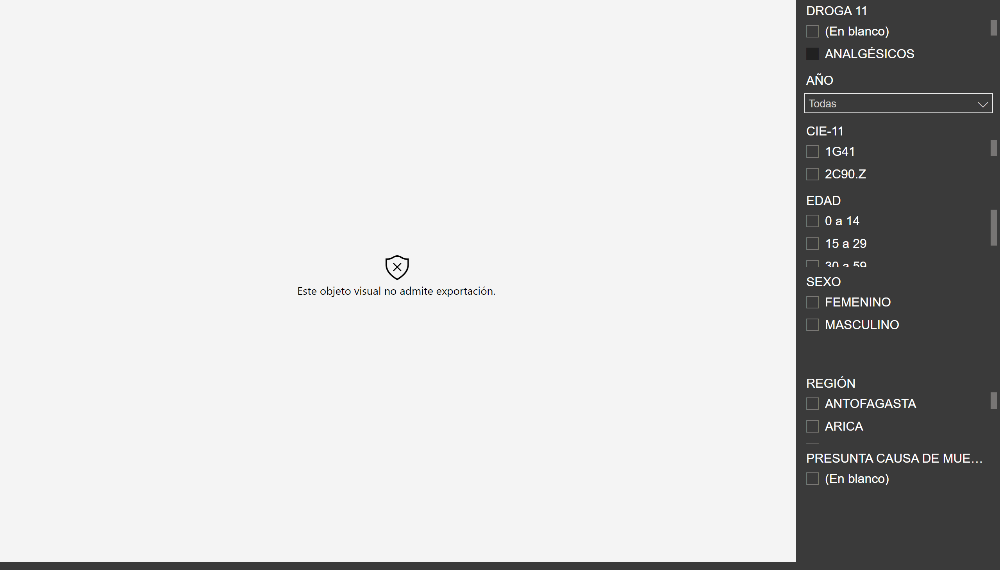 Este objeto visual no admite exportación.
DROGA 11
(En blanco)
ANALGÉSICOS
AÑO
Todas
CIE-11
1G41
2C90.Z
EDAD
0 a 14
15 a 29
30 a 59
SEXO
FEMENINO
MASCULINO
REGIÓN
ANTOFAGASTA
ARICA
PRESUNTA CAUSA DE MUE...
(En blanco)